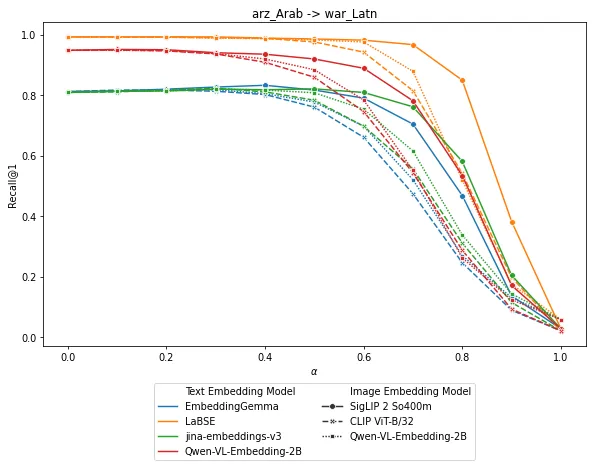 arz_Arab -> war_Latn
Recall@1
1.0
0.8
0.6
0.4
0.2
0.0
0.0 0.2 0.4 0.6 0.8 1.0
α
Text Embedding Model
EmbeddingGemma
LaBSE
jina-embeddings-v3
Qwen-VL-Embedding-2B
Image Embedding Model
SigLIP 2 So400m
CLIP ViT-B/32
Qwen-VL-Embedding-2B